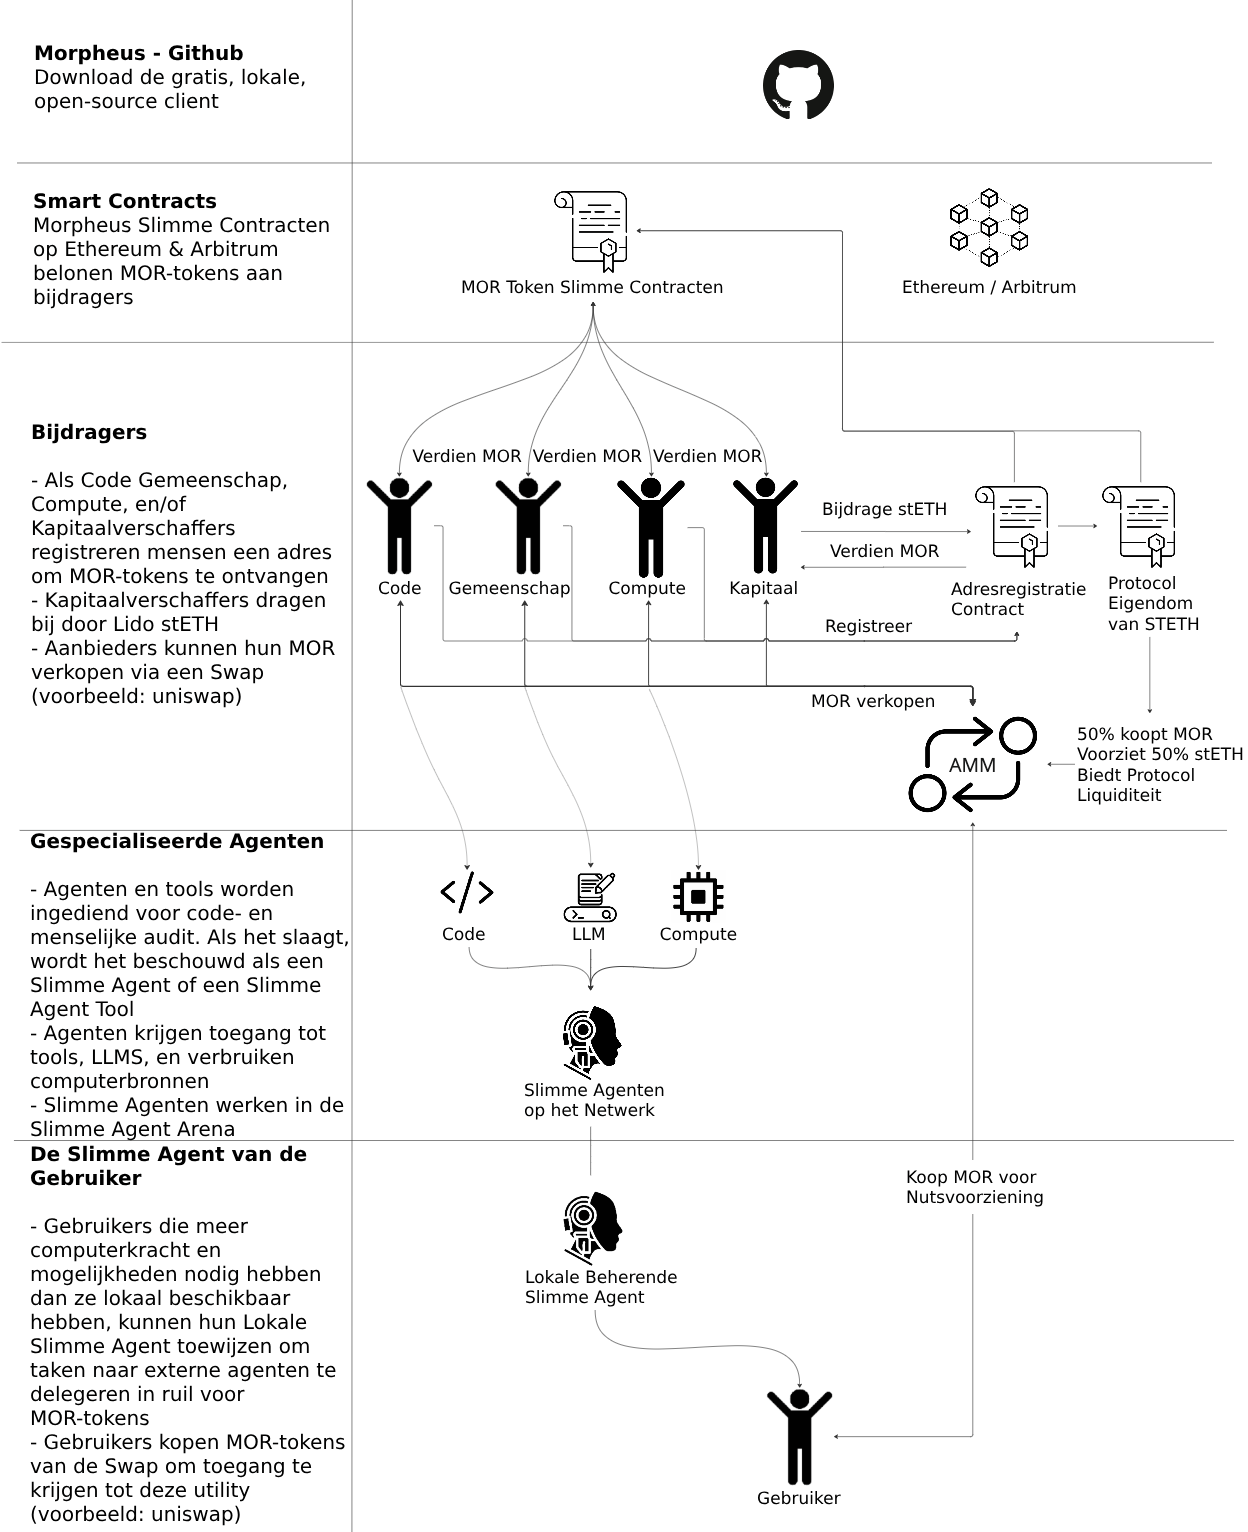 Morpheus - Github
Download de gratis, lokale,
open-source client
Smart Contracts
Morpheus Slimme Contracten
op Ethereum & Arbitrum
belonen MOR-tokens aan
bijdragers
MOR Token Slimme Contracten
Ethereum / Arbitrum
Bijdragers
- Als Code Gemeenschap,
Compute, en/of
Kapitaalverschaffers
registreren mensen een adres
om MOR-tokens te ontvangen
- Kapitaalverschaffers dragen
bij door Lido stETH
- Aanbieders kunnen hun MOR
verkopen via een Swap
(voorbeeld: uniswap)
Verdien MOR
Verdien MOR
Verdien MOR
Bijdrage stETH
Verdien MOR
Code
Gemeenschap
Compute
Kapitaal
Adresregistratie
Contract
Protocol
Eigendom
van STETH
Registreer
MOR verkopen
AMM
50% koopt MOR
Voorziet 50% stETH
Biedt Protocol
Liquiditeit
Gespecialiseerde Agenten
- Agenten en tools worden
ingediend voor code- en
menselijke audit. Als het slaagt,
wordt het beschouwd als een
Slimme Agent of een Slimme
Agent Tool
- Agenten krijgen toegang tot
tools, LLMS, en verbruiken
computerbronnen
- Slimme Agenten werken in de
Slimme Agent Arena
Code
LLM
Compute
Slimme Agenten
op het Netwerk
De Slimme Agent van de
Gebruiker
- Gebruikers die meer
computerkracht en
mogelijkheden nodig hebben
dan ze lokaal beschikbaar
hebben, kunnen hun Lokale
Slimme Agent toewijzen om
taken naar externe agenten te
delegeren in ruil voor
MOR-tokens
- Gebruikers kopen MOR-tokens
van de Swap om toegang te
krijgen tot deze utility
(voorbeeld: uniswap)
Koop MOR voor
Nutsvoorziening
Lokale Beherende
Slimme Agent
Gebruiker